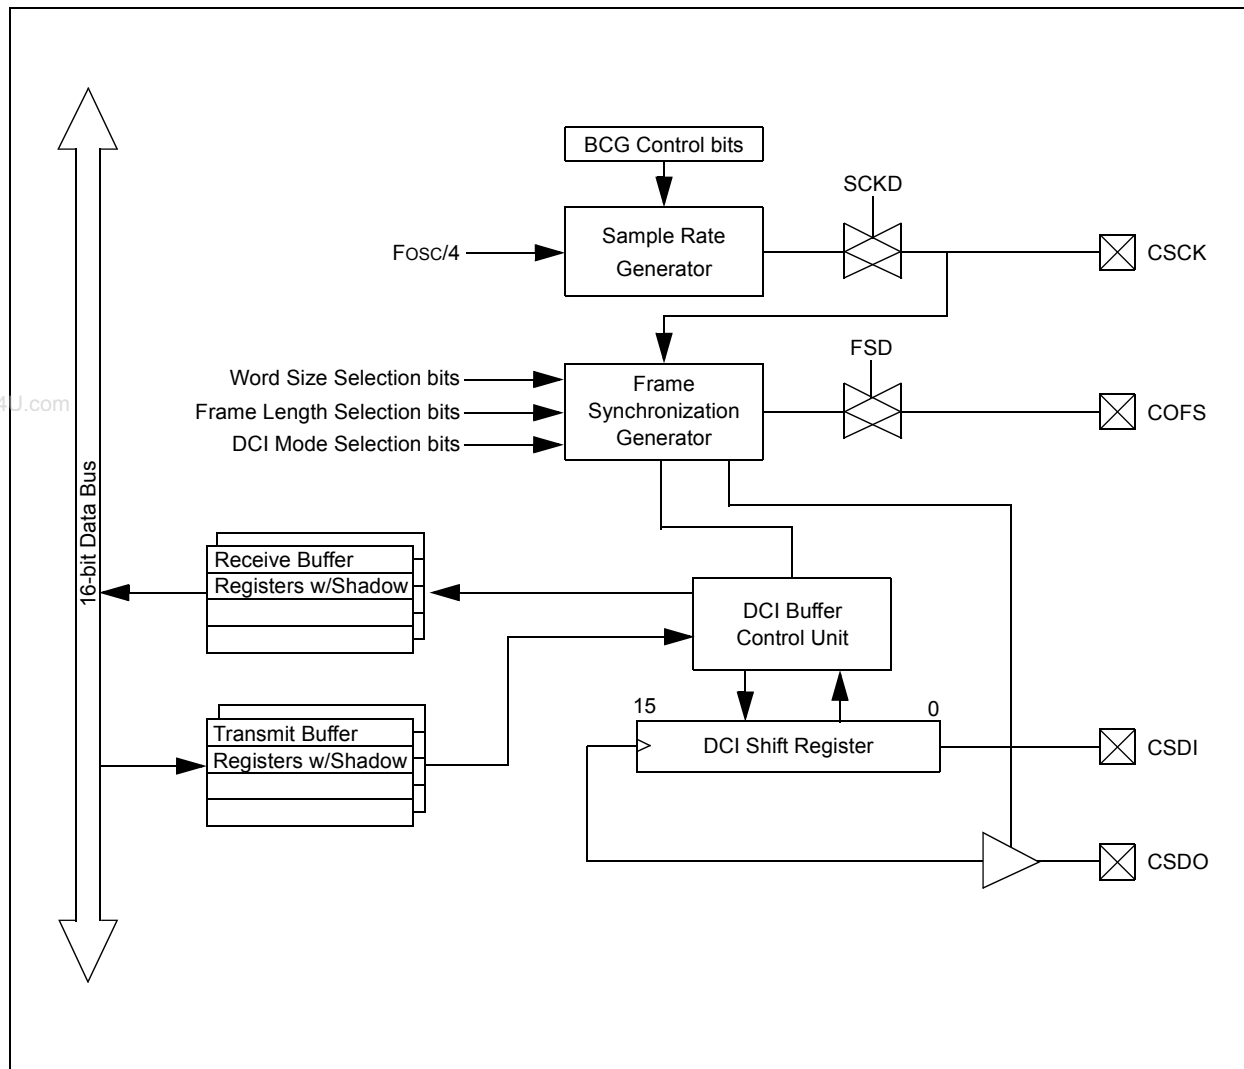 BCG Control bits
SCKD
Sample Rate
Generator
FOSC/4
CSCK
FSD
Word Size Selection bits
Frame Length Selection bits
DCI Mode Selection bits
Frame
Synchronization
Generator
COFS
4U.com
16-bit Data Bus
Receive Buffer
Registers w/Shadow
DCI Buffer
Control Unit
Transmit Buffer
Registers w/Shadow
15
0
DCI Shift Register
CSDI
CSDO